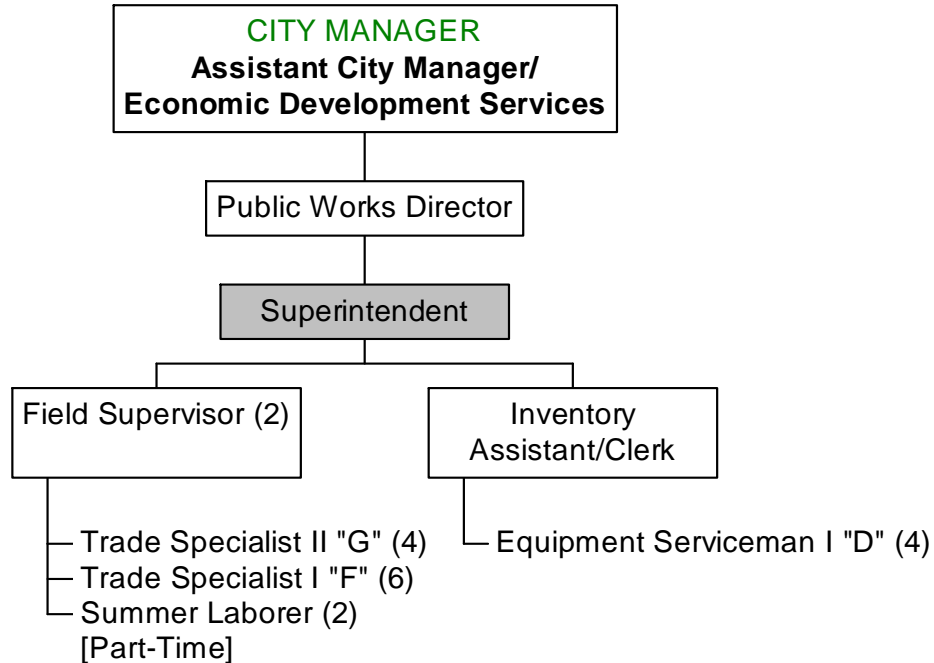 CITY MANAGER
Assistant City Manager/
Economic Development Services
Public Works Director
Superintendent
Field Supervisor (2)
Inventory
Assistant/Clerk
Trade Specialist II "G" (4)
Trade Specialist I "F" (6)
Summer Laborer (2)
[Part-Time]
Equipment Serviceman I "D" (4)